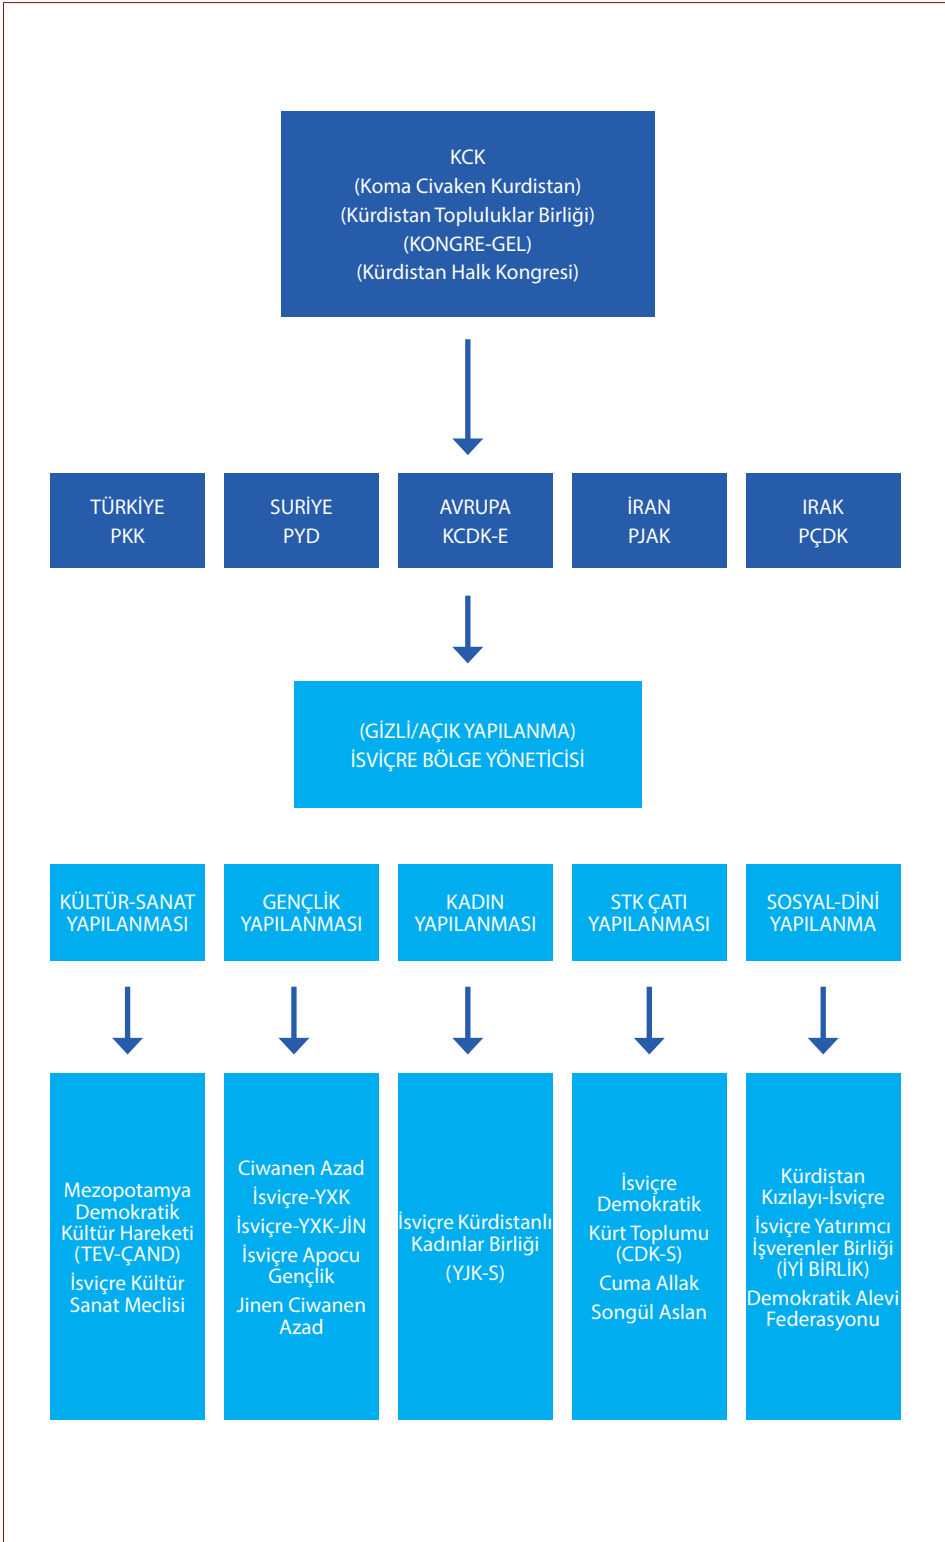 KCK
(Koma Civaken Kurdistan)
(Kürdistan Topluluklar Birliği)
(KONGRE-GEL)
(Kürdistan Halk Kongresi)
TÜRKİYE
PKK
SURİYE
PYD
AVRUPA
KCDK-E
İRAN
PJAK
IRAK
PÇDK
(GİZLİ/AÇIK YAPILANMA)
İSVİÇRE BÖLGE YÖNETİCİSİ
KÜLTÜR-SANAT
YAPILANMASI
GENÇLİK
YAPILANMASI
KADIN
YAPILANMASI
STK ÇATI
YAPILANMASI
SOSYAL-DİNİ
YAPILANMA
Mezopotamya
Demokratik
Kültür Hareketi
(TEV-ÇAND)
İsviçre Kültür
Sanat Meclisi
Ciwanen Azad
İsviçre-YXK
İsviçre-YXK-JİN
İsviçre Apocu
Gençlik
Jinen Ciwanen
Azad
İsviçre Kürdistanlı
Kadınlar Birliği
(YJK-S)
İsviçre
Demokratik
Kürt Toplumu
(CDK-S)
Cuma Allak
Songül Aslan
Kürdistan
Kızılayı-İsviçre
İsviçre Yatırımcı
İşverenler Birliği
(İYİ BİRLİK)
Demokratik Alevi
Federasyonu